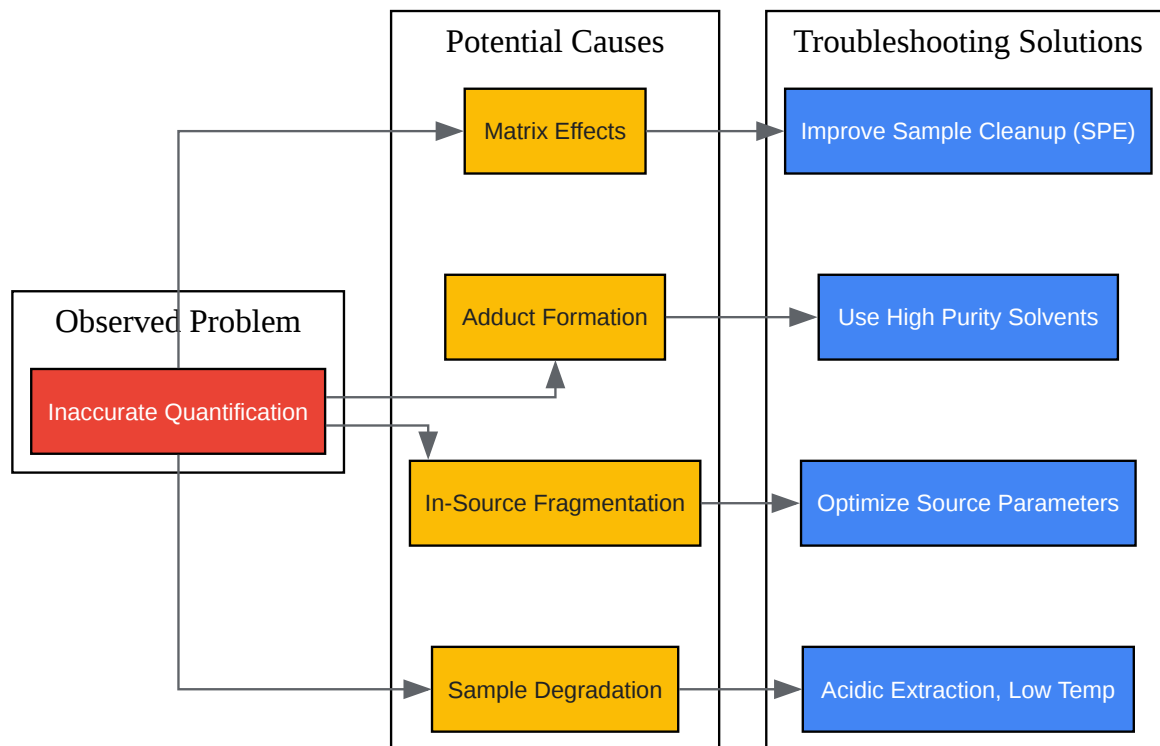 Potential Causes
Troubleshooting Solutions
Matrix Effects
Improve Sample Cleanup (SPE)
Observed Problem
Adduct Formation
Use High Purity Solvents
Inaccurate Quantification
In-Source Fragmentation
Optimize Source Parameters
Sample Degradation
Acidic Extraction, Low Temp